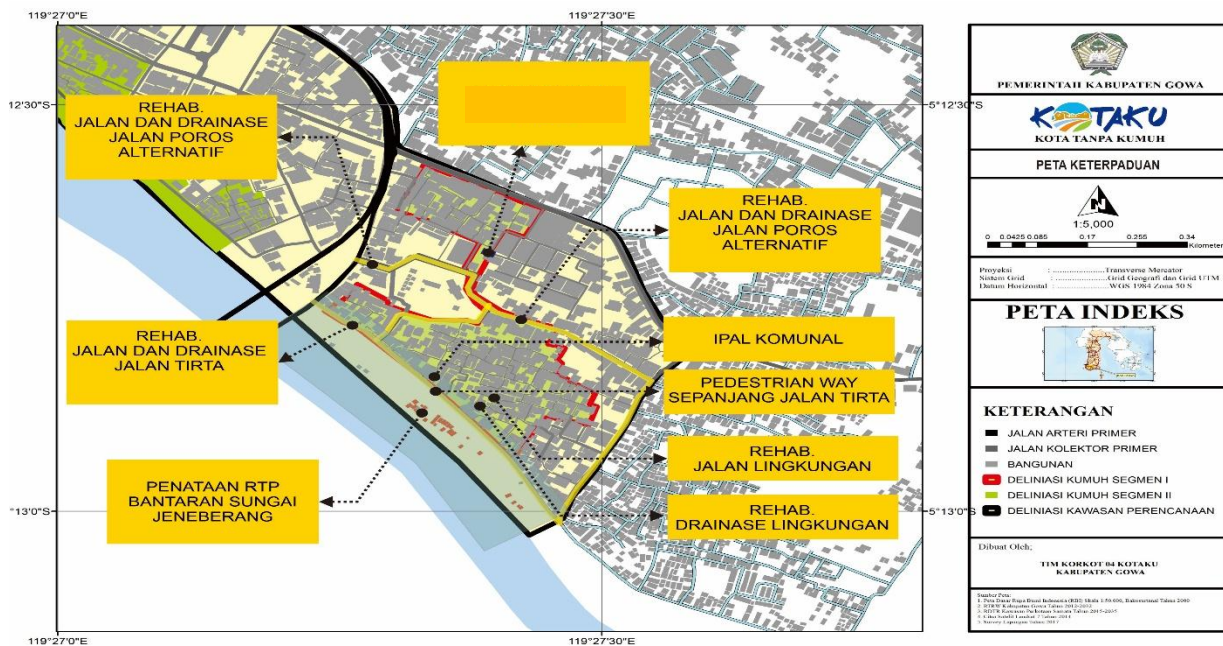 119°27'0"E
119°27'30"E
12'30"S
5°12'30"S
REHAB.
JALAN DAN DRAINASE
JALAN POROS
ALTERNATIF
REHAB.
JALAN DAN DRAINASE
JALAN POROS
ALTERNATIF
REHAB.
JALAN DAN DRAINASE
JALAN TIRTA
IPAL KOMUNAL
PEDESTRIAN WAY
SEPANJANG JALAN TIRTA
REHAB.
JALAN LINGKUNGAN
PENATAAN RTP
BANTARAN SUNGAI
JENEBERANG
REHAB.
DRAINASE LINGKUNGAN
°13'0"S
5°13'0"S
119°27'0"E
119°27'30"E
PEMERINTAH KABUPATEN GOWA
KOTAKU
KOTA TANPA KUMUH
PETA KETERPADUAN
N
1:5,000
0 0.0425 0.085 0.17 0.255 0.34
Kilometer
Proyeksi : Transverse Mercator
Sistem Grid : Grid Geografi dan Grid UTM
Datum Horizontal : WGS 1984 Zona 50 S
PETA INDEKS
KETERANGAN
JALAN ARTERI PRIMER
JALAN KOLEKTOR PRIMER
BANGUNAN
DELINIASI KUMUH SEGMEN I
DELINIASI KUMUH SEGMEN II
DELINIASI KAWASAN PERENCANAAN
Dibuat Oleh;
TIM KORKOT 04 KOTAKU
KABUPATEN GOWA
Sumber Peta: